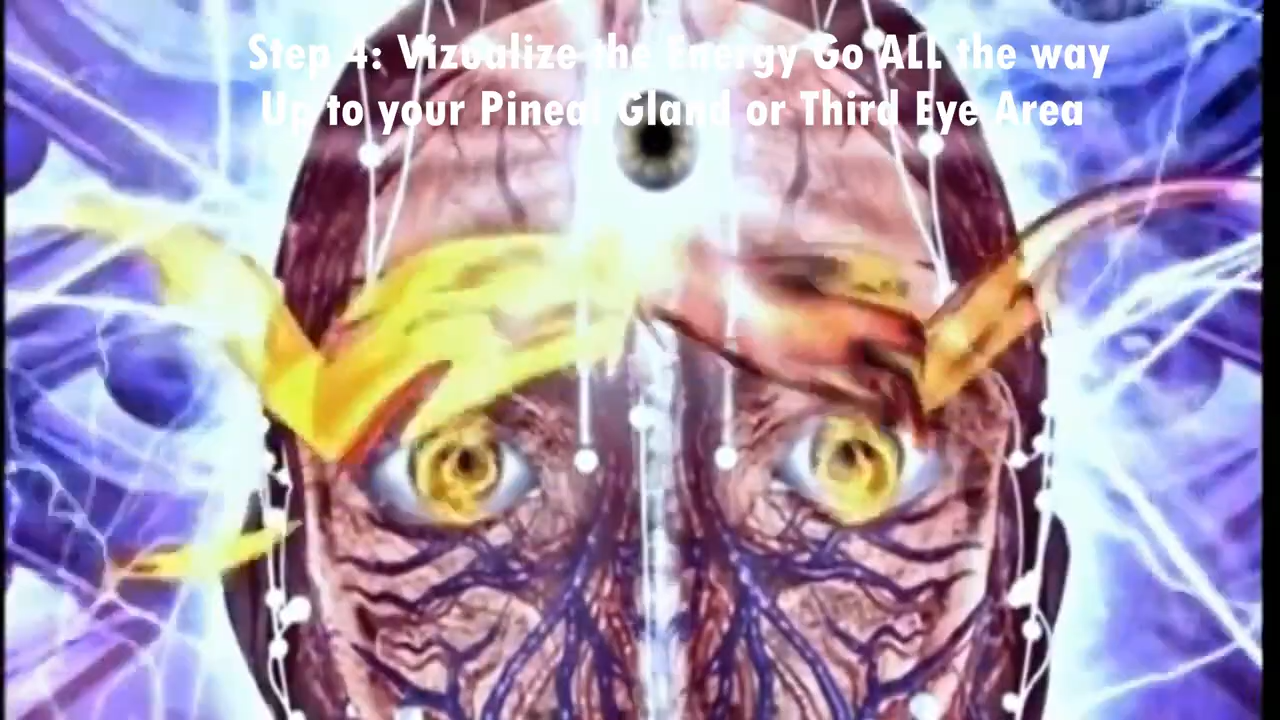 Step 4: Vizualize the Energy Go ALL the way
Up to your Pineal Gland or Third Eye Area